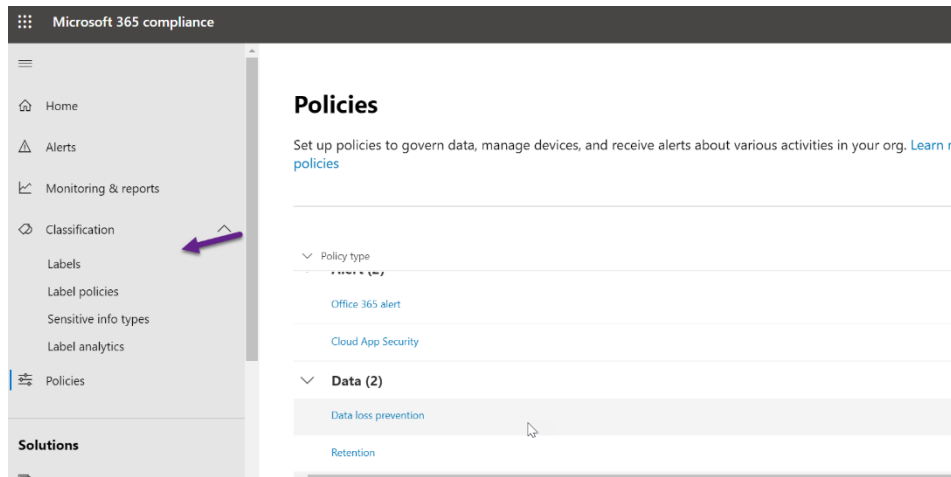 Microsoft 365 compliance
Home
Alerts
Monitoring & reports
Classification
Labels
Label policies
Sensitive info types
Label analytics
Policies
Solutions
Policies
Set up policies to govern data, manage devices, and receive alerts about various activities in your org. Learn
policies
Policy type
Alert (2)
Office 365 alert
Cloud App Security
Data (2)
Data loss prevention
Retention